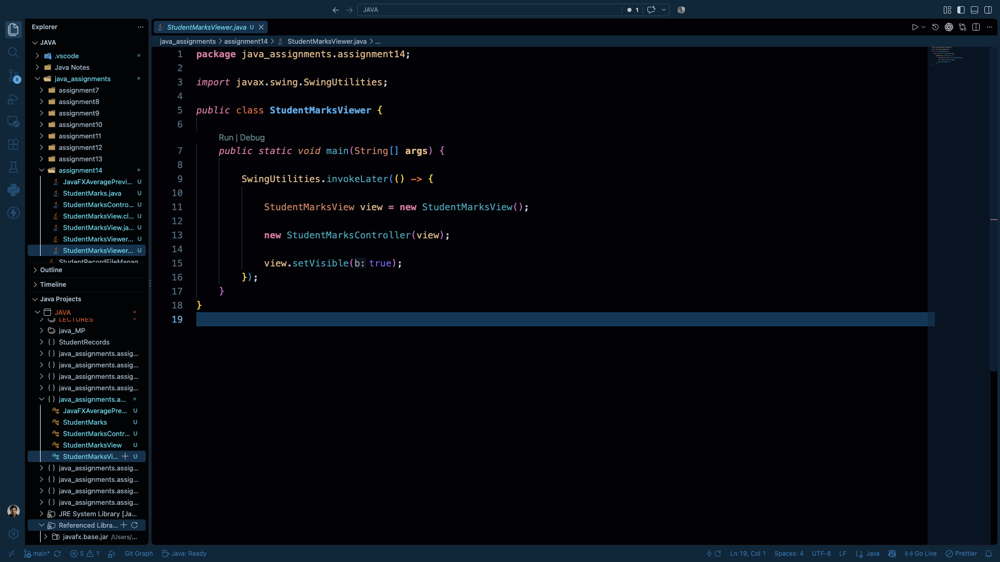 JAVA
1
Explorer
StudentMarksViewer.java U
java_assignments > assignment14 > StudentMarksViewer.java > ...
JAVA
.vscode
Java Notes
java_assignments
assignment7
assignment8
assignment9
assignment10
assignment11
assignment12
assignment13
assignment14
JavaFXAveragePrevi... U
StudentMarks.java U
StudentMarksContro... U
StudentMarksView.cl... U
StudentMarksView.ja... U
StudentMarksViewer... U
StudentMarksViewer... U
StudentRecordFileManag
Outline
Timeline
Java Projects
JAVA
LECTURES
java_MP
{} StudentRecords
{} java_assignments.assig...
{} java_assignments.assig...
{} java_assignments.assig...
{} java_assignments.assig...
{} java_assignments.a...
JavaFXAveragePre... U
StudentMarks U
StudentMarksContr... U
StudentMarksView U
StudentMarksVi... U
{} java_assignments.assig...
{} java_assignments.assig...
{} java_assignments.assig...
{} java_assignments.assig...
JRE System Library [Ja...
Referenced Libra...
javafx.base.jar /Users/...
8
1 package java_assignments.assignment14;
2
3 import javax.swing.SwingUtilities;
4
5 public class StudentMarksViewer {
6
Run | Debug
7 public static void main(String[] args) {
8
9 SwingUtilities.invokeLater(() -> {
10
11 StudentMarksView view = new StudentMarksView();
12
13 new StudentMarksController(view);
14
15 view.setVisible(b: true);
16 });
17 }
18 }
19
main* 5 1 Git Graph Java: Ready Ln 19, Col 1 Spaces: 4 UTF-8 LF {} Java Go Live Prettier